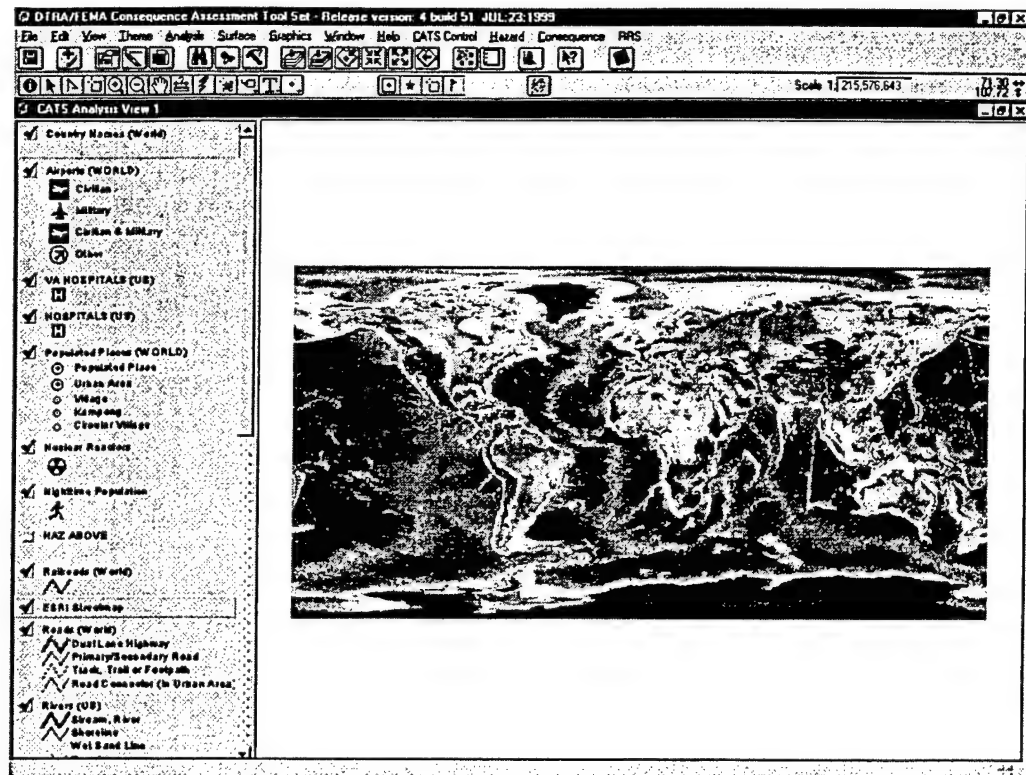 DTRA/FEMA Consequence Assessment Tool Set - Release version: 4 build 51 JUL:23:1999
File Edit View Theme Analysis Surface Graphics Window Help CATS Control Hazard Consequence RRS
T
Scale 1: 215,576,643
CATS Analysis View 1
Country Names (World)
Airports (WORLD)
Civilian
Military
Civilian & Military
Other
VA HOSPITALS (US)
H
HOSPITALS (US)
H
Populated Places (WORLD)
Populated Place
Urban Area
Village
Kampong
Circular Village
Nuclear Reactors
Nighttime Population
HAZ ABOVE
Railroads (World)
ESRI Streetmap
Roads (World)
Dual Lane Highway
Primary/Secondary Road
Track, Trail or Footpath
Road Connector (In Urban Area)
Rivers (US)
Stream, River
Shoreline
Wet Sand Line